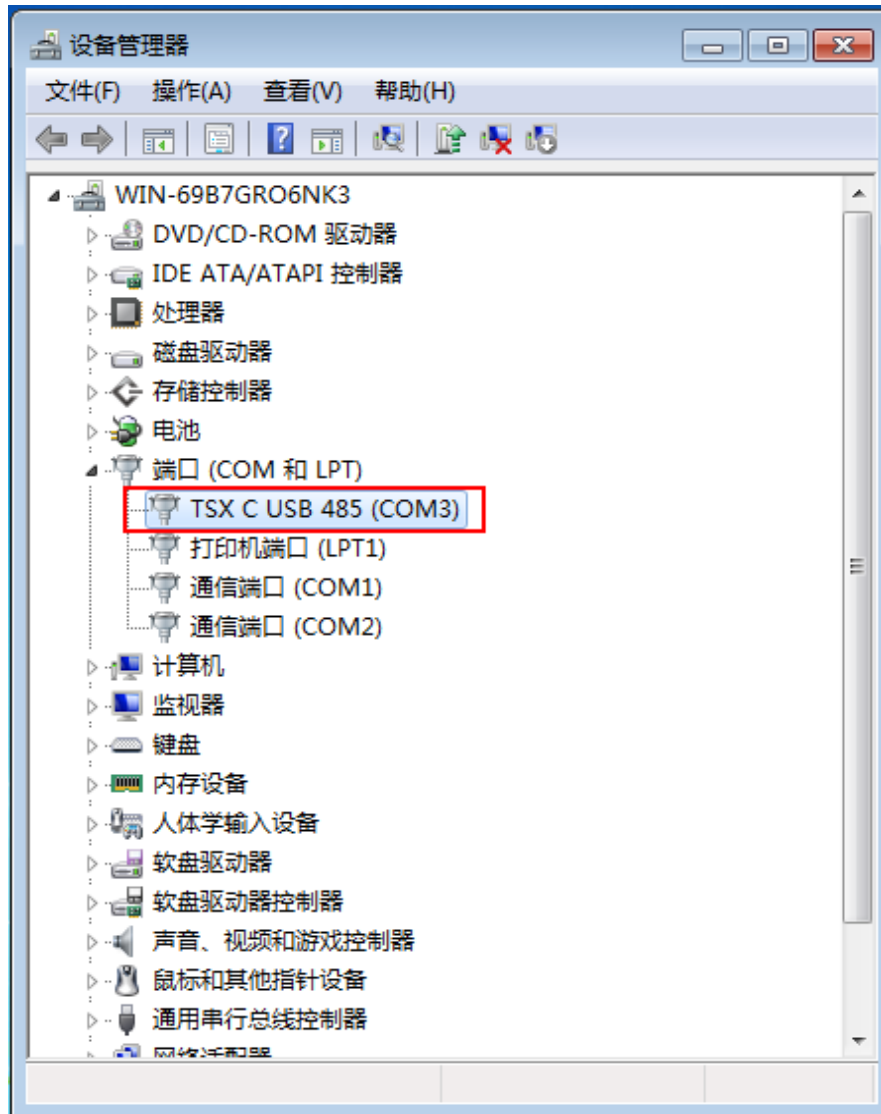 设备管理器
文件(F) 操作(A) 查看(V) 帮助(H)
WIN-69B7GRO6NK3
DVD/CD-ROM 驱动器
IDE ATA/ATAPI 控制器
处理器
磁盘驱动器
存储控制器
电池
端口 (COM 和 LPT)
TSX C USB 485 (COM3)
打印机端口 (LPT1)
通信端口 (COM1)
通信端口 (COM2)
计算机
监视器
键盘
内存设备
人体学输入设备
软盘驱动器
软盘驱动器控制器
声音、视频和游戏控制器
鼠标和其他指针设备
通用串行总线控制器
网络适配器